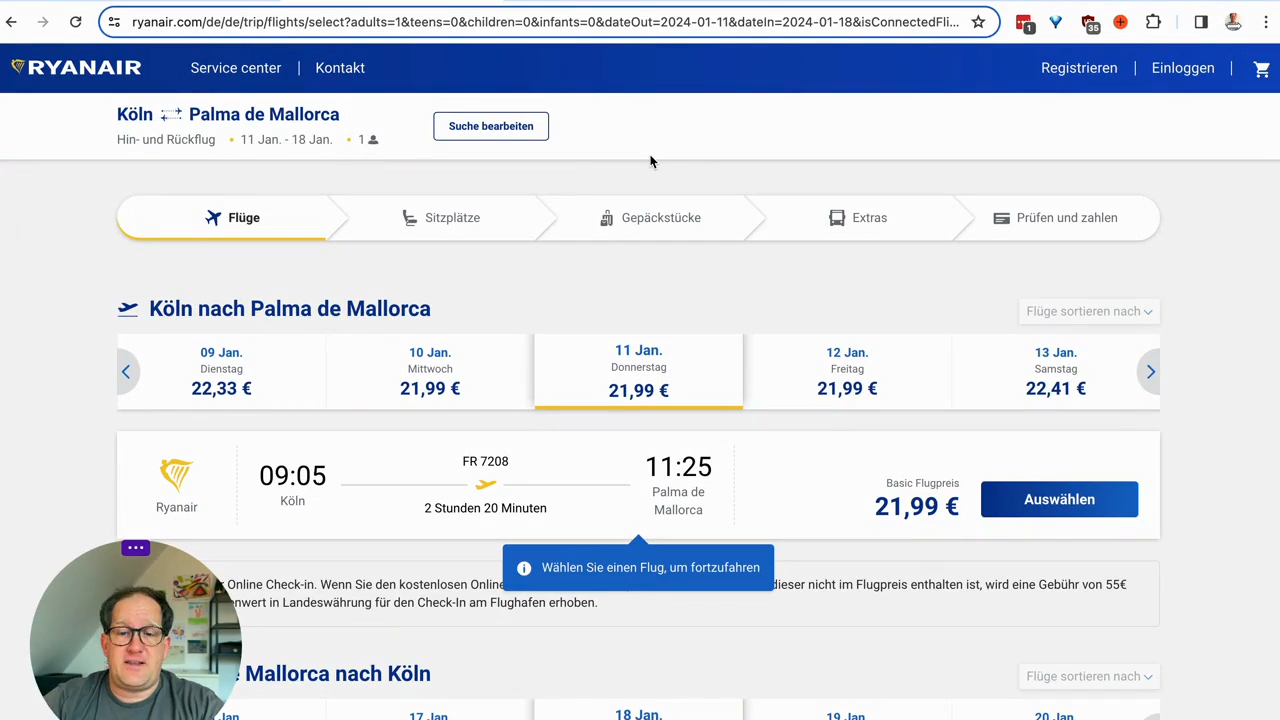 ryanair.com/de/de/trip/flights/select?adults=1&teens=0&children=0&infants=0&dateOut=2024-01-11&dateIn=2024-01-18&isConnectedFli...
1
35
RYANAIR
Service center
Kontakt
Registrieren
Einloggen
Köln
Palma de Mallorca
Hin- und Rückflug • 11 Jan. - 18 Jan. • 1
Suche bearbeiten
Flüge
Sitzplätze
Gepäckstücke
Extras
Prüfen und zahlen
Köln nach Palma de Mallorca
Flüge sortieren nach
09 Jan.
Dienstag
22,33 €
10 Jan.
Mittwoch
21,99 €
11 Jan.
Donnerstag
21,99 €
12 Jan.
Freitag
21,99 €
13 Jan.
Samstag
22,41 €
Ryanair
09:05
Köln
FR 7208
2 Stunden 20 Minuten
11:25
Palma de
Mallorca
Basic Flugpreis
21,99 €
Auswählen
Wählen Sie einen Flug, um fortzufahren
Online Check-in. Wenn Sie den kostenlosen Online dieser nicht im Flugpreis enthalten ist, wird eine Gebühr von 55€
in Landeswährung für den Check-In am Flughafen erhoben.
Mallorca nach Köln
Flüge sortieren nach
Jan.
17 Jan.
18 Jan.
19 Jan.
20 Jan.